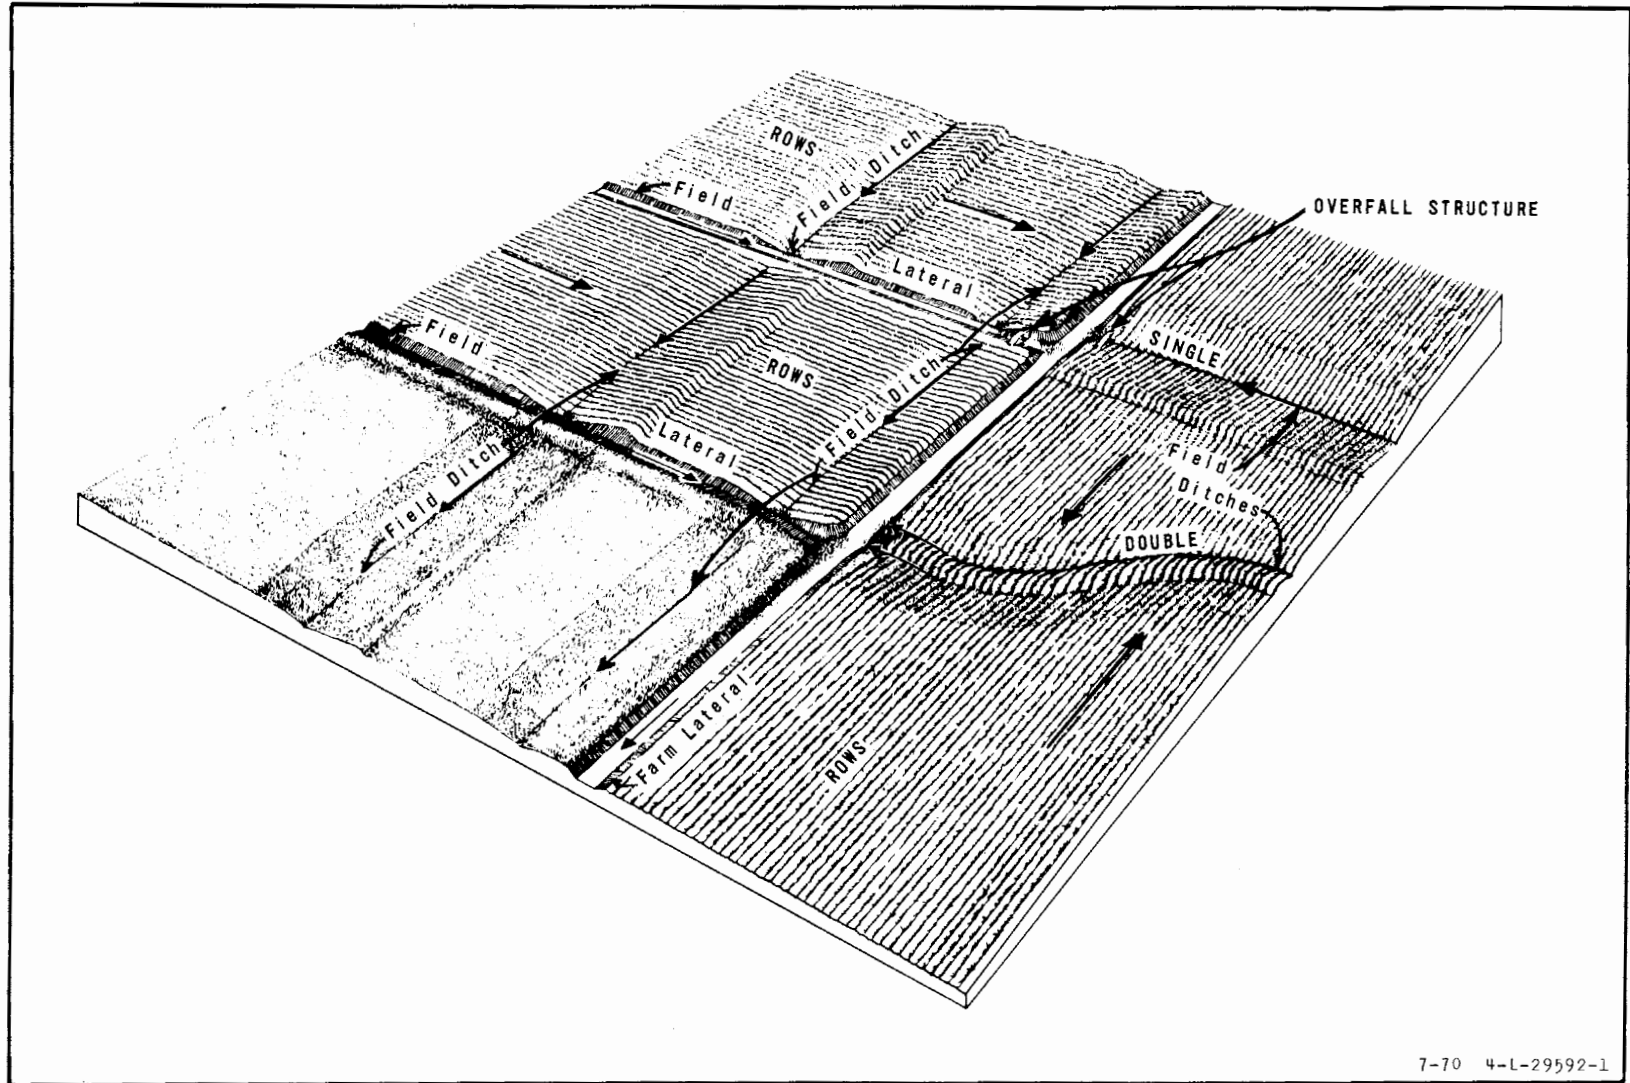 ROWS
Field Ditch
Field
OVERFALL STRUCTURE
Lateral
Field
SINGLE
ROWS
Field Ditch
Lateral
Field
Ditches
Field Ditch
DOUBLE
Farm Lateral
ROWS
7-70 4-L-29592-1